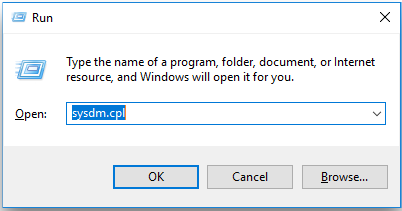 Run
Type the name of a program, folder, document, or Internet
resource, and Windows will open it for you.
Open: sysdm.cpl
OK Cancel Browse...